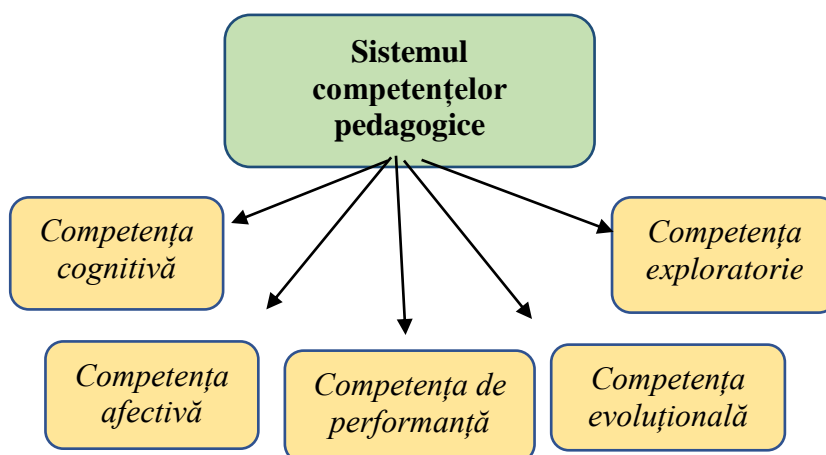 Sistemul
competențelor
pedagogice
Competența
cognitivă
Competența
exploratorie
Competența
afectivă
Competența de
performanță
Competența
evoluțională